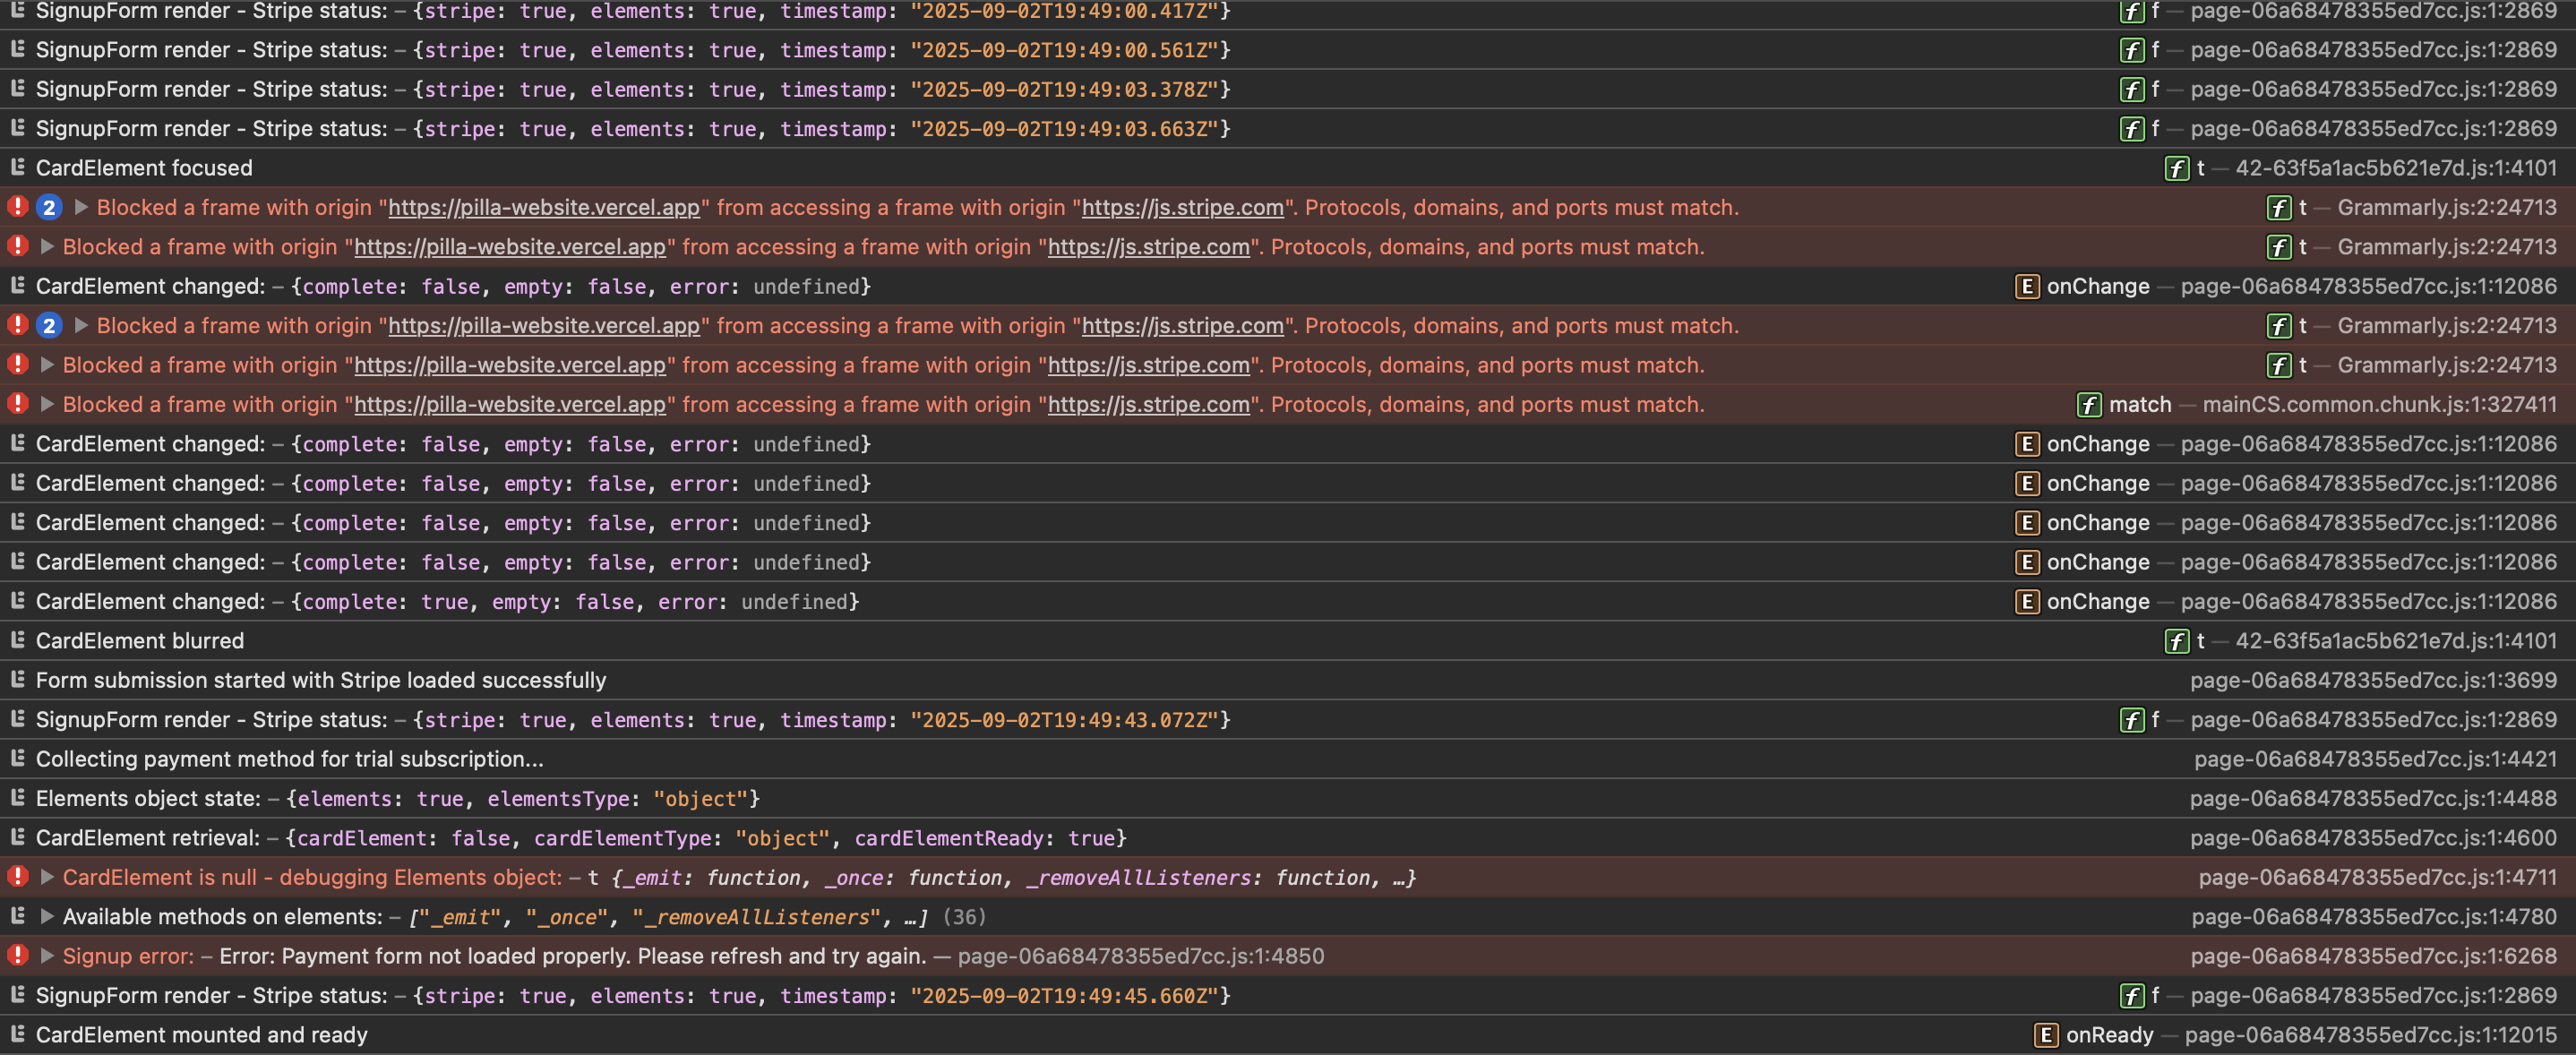 SignupForm render - Stripe status: – {stripe: true, elements: true, timestamp: "2025-09-02T19:49:00.417Z"} f f — page-06a68478355ed7cc.js:1:2869
SignupForm render - Stripe status: – {stripe: true, elements: true, timestamp: "2025-09-02T19:49:00.561Z"} f f — page-06a68478355ed7cc.js:1:2869
SignupForm render - Stripe status: – {stripe: true, elements: true, timestamp: "2025-09-02T19:49:03.378Z"} f f — page-06a68478355ed7cc.js:1:2869
SignupForm render - Stripe status: – {stripe: true, elements: true, timestamp: "2025-09-02T19:49:03.663Z"} f f — page-06a68478355ed7cc.js:1:2869
CardElement focused f t — 42-63f5a1ac5b621e7d.js:1:4101
2 Blocked a frame with origin "https://pilla-website.vercel.app" from accessing a frame with origin "https://js.stripe.com". Protocols, domains, and ports must match. f t — Grammarly.js:2:24713
Blocked a frame with origin "https://pilla-website.vercel.app" from accessing a frame with origin "https://js.stripe.com". Protocols, domains, and ports must match. f t — Grammarly.js:2:24713
CardElement changed: – {complete: false, empty: false, error: undefined} E onChange — page-06a68478355ed7cc.js:1:12086
2 Blocked a frame with origin "https://pilla-website.vercel.app" from accessing a frame with origin "https://js.stripe.com". Protocols, domains, and ports must match. f t — Grammarly.js:2:24713
Blocked a frame with origin "https://pilla-website.vercel.app" from accessing a frame with origin "https://js.stripe.com". Protocols, domains, and ports must match. f t — Grammarly.js:2:24713
Blocked a frame with origin "https://pilla-website.vercel.app" from accessing a frame with origin "https://js.stripe.com". Protocols, domains, and ports must match. f match — mainCS.common.chunk.js:1:327411
CardElement changed: – {complete: false, empty: false, error: undefined} E onChange — page-06a68478355ed7cc.js:1:12086
CardElement changed: – {complete: false, empty: false, error: undefined} E onChange — page-06a68478355ed7cc.js:1:12086
CardElement changed: – {complete: false, empty: false, error: undefined} E onChange — page-06a68478355ed7cc.js:1:12086
CardElement changed: – {complete: false, empty: false, error: undefined} E onChange — page-06a68478355ed7cc.js:1:12086
CardElement changed: – {complete: true, empty: false, error: undefined} E onChange — page-06a68478355ed7cc.js:1:12086
CardElement blurred f t — 42-63f5a1ac5b621e7d.js:1:4101
Form submission started with Stripe loaded successfully page-06a68478355ed7cc.js:1:3699
SignupForm render - Stripe status: – {stripe: true, elements: true, timestamp: "2025-09-02T19:49:43.072Z"} f f — page-06a68478355ed7cc.js:1:2869
Collecting payment method for trial subscription... page-06a68478355ed7cc.js:1:4421
Elements object state: – {elements: true, elementsType: "object"} page-06a68478355ed7cc.js:1:4488
CardElement retrieval: – {cardElement: false, cardElementType: "object", cardElementReady: true} page-06a68478355ed7cc.js:1:4600
CardElement is null - debugging Elements object: – t {_emit: function, _once: function, _removeAllListeners: function, …} page-06a68478355ed7cc.js:1:4711
Available methods on elements: – ["_emit", "_once", "_removeAllListeners", …] (36) page-06a68478355ed7cc.js:1:4780
Signup error: – Error: Payment form not loaded properly. Please refresh and try again. — page-06a68478355ed7cc.js:1:4850 page-06a68478355ed7cc.js:1:6268
SignupForm render - Stripe status: – {stripe: true, elements: true, timestamp: "2025-09-02T19:49:45.660Z"} f f — page-06a68478355ed7cc.js:1:2869
CardElement mounted and ready E onReady — page-06a68478355ed7cc.js:1:12015